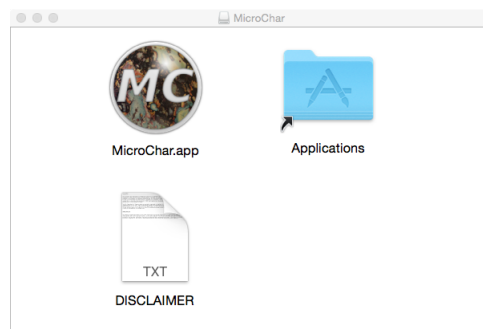 MicroChar
MC
MicroChar.app
Applications
TXT
DISCLAIMER